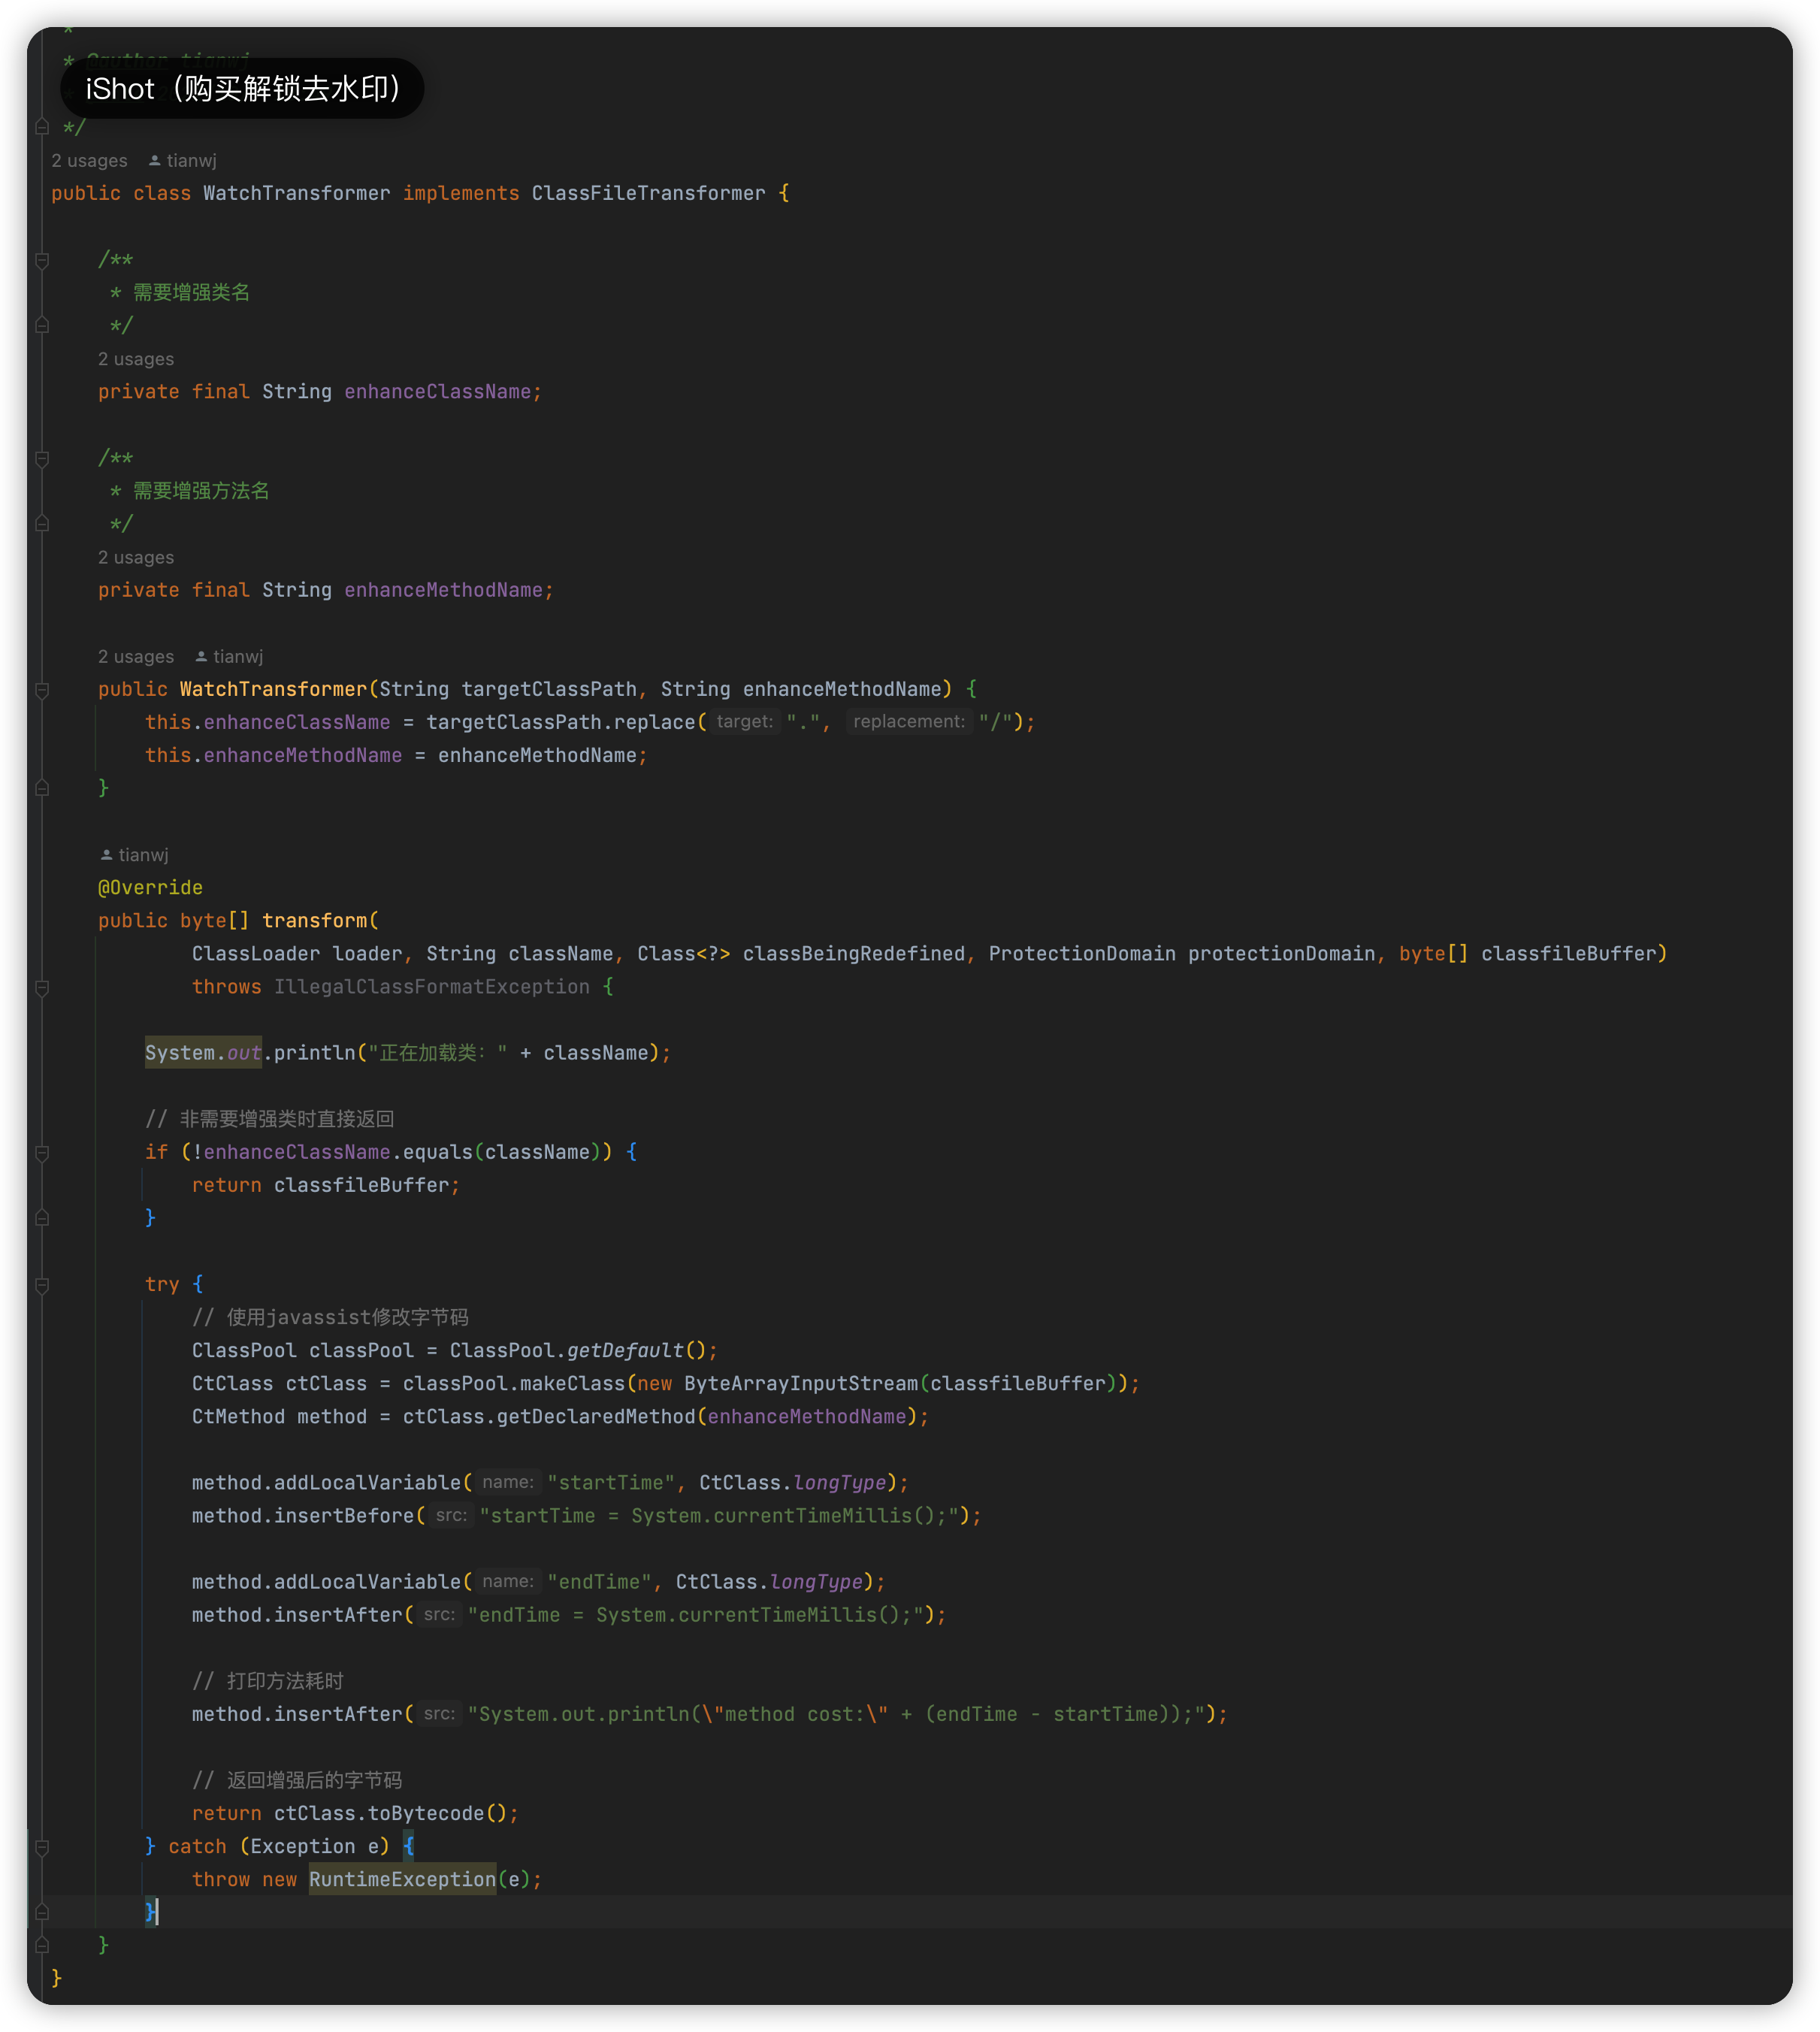 *
* @author tianwj
iShot（购买解锁去水印）
*/
2 usages tianwj
public class WatchTransformer implements ClassFileTransformer {
/**
* 需要增强类名
*/
2 usages
private final String enhanceClassName;
/**
* 需要增强方法名
*/
2 usages
private final String enhanceMethodName;
2 usages tianwj
public WatchTransformer(String targetClassPath, String enhanceMethodName) {
this.enhanceClassName = targetClassPath.replace( target: ".", replacement: "/");
this.enhanceMethodName = enhanceMethodName;
}
tianwj
@Override
public byte[] transform(
ClassLoader loader, String className, Class<?> classBeingRedefined, ProtectionDomain protectionDomain, byte[] classfileBuffer)
throws IllegalClassFormatException {
System.out.println("正在加载类：" + className);
// 非需要增强类时直接返回
if (!enhanceClassName.equals(className)) {
return classfileBuffer;
}
try {
// 使用javassist修改字节码
ClassPool classPool = ClassPool.getDefault();
CtClass ctClass = classPool.makeClass(new ByteArrayInputStream(classfileBuffer));
CtMethod method = ctClass.getDeclaredMethod(enhanceMethodName);
method.addLocalVariable( name: "startTime", CtClass.longType);
method.insertBefore( src: "startTime = System.currentTimeMillis();");
method.addLocalVariable( name: "endTime", CtClass.longType);
method.insertAfter( src: "endTime = System.currentTimeMillis();");
// 打印方法耗时
method.insertAfter( src: "System.out.println(\"method cost:\" + (endTime - startTime));");
// 返回增强后的字节码
return ctClass.toBytecode();
} catch (Exception e) {
throw new RuntimeException(e);
}
}
}